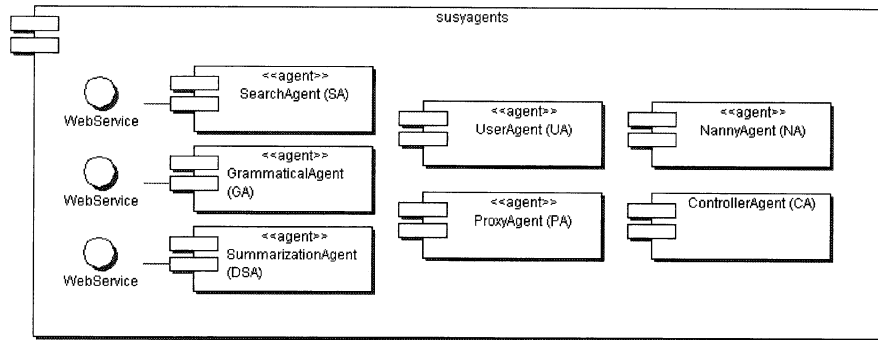 susyagents
<<agent>>
SearchAgent (SA)
WebService
<<agent>>
GrammaticalAgent
(GA)
WebService
<<agent>>
SummarizationAgent
(DSA)
WebService
<<agent>>
UserAgent (UA)
<<agent>>
ProxyAgent (PA)
<<agent>>
NannyAgent (NA)
ControllerAgent (CA)